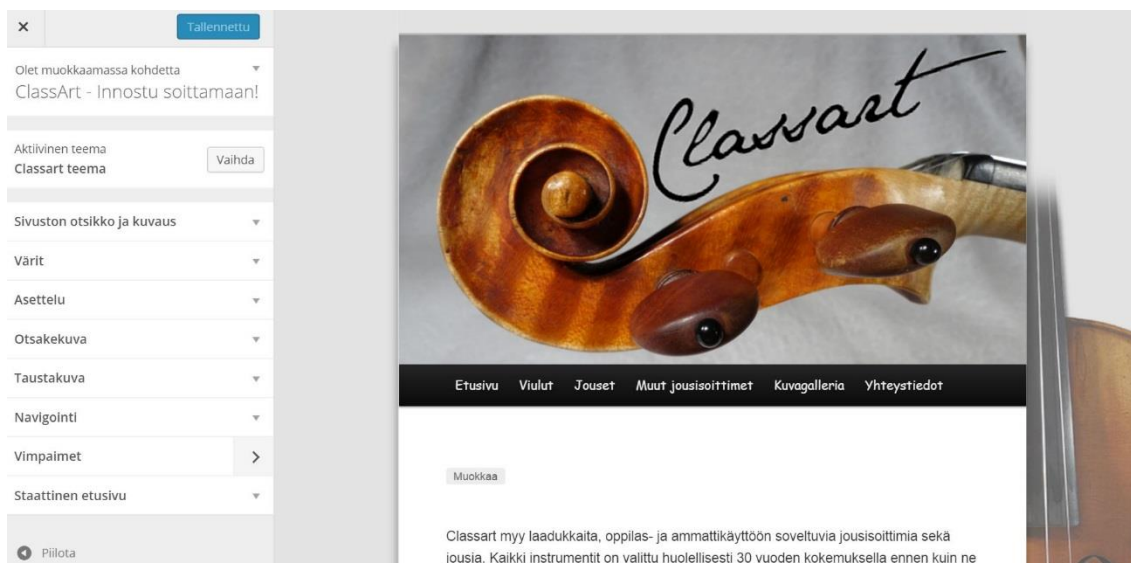 Tallennettu
Olet muokkaamassa kohdetta
ClassArt - Innostu soittamaan!
Aktiivinen teema
Classart teema
Vaihda
Sivuston otsikko ja kuvaus
Värit
Asettelu
Otsakekuva
Taustakuva
Navigointi
Vimpaimet
Staattinen etusivu
Piilota
Classart
Etusivu Viulut Jouset Muut jousisoittimet Kuvagalleria Yhteystiedot
Muokkaa
Classart myy laadukkaita, oppilas- ja ammattikäyttöön soveltuvia jousisoittimia sekä
jousia. Kaikki instrumentit on valittu huolellisesti 30 vuoden kokemuksella ennen kuin ne